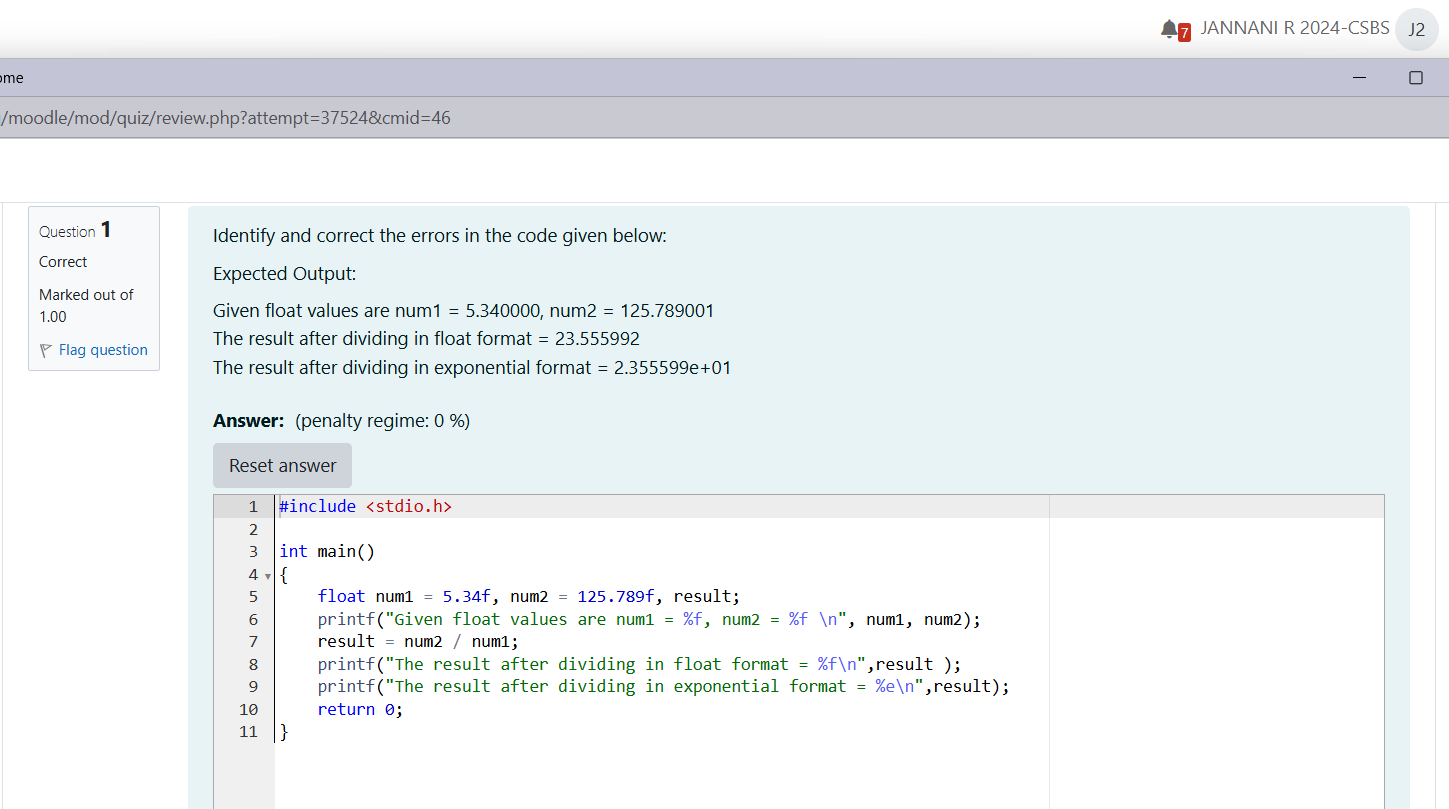 7 JANNANI R 2024-CSBS J2
ome
/moodle/mod/quiz/review.php?attempt=37524&cmid=46
Question 1
Correct
Marked out of
1.00
Flag question
Identify and correct the errors in the code given below:
Expected Output:
Given float values are num1 = 5.340000, num2 = 125.789001
The result after dividing in float format = 23.555992
The result after dividing in exponential format = 2.355599e+01
Answer: (penalty regime: 0 %)
Reset answer
1 #include <stdio.h>
2
3 int main()
4 {
5     float num1 = 5.34f, num2 = 125.789f, result;
6     printf("Given float values are num1 = %f, num2 = %f \n", num1, num2);
7     result = num2 / num1;
8     printf("The result after dividing in float format = %f\n",result );
9     printf("The result after dividing in exponential format = %e\n",result);
10     return 0;
11 }